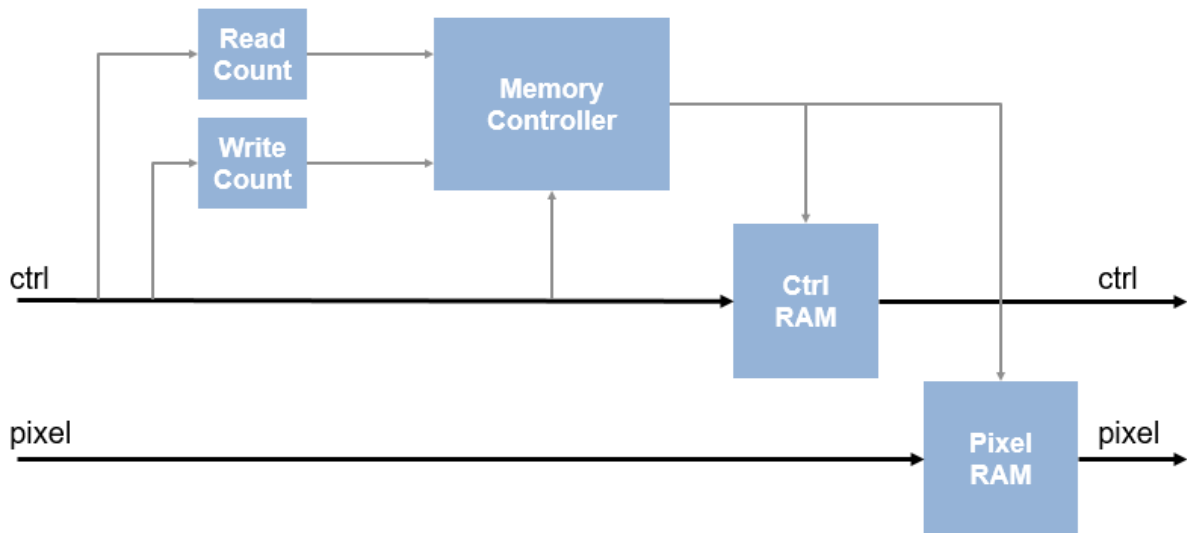 Read
Count
Memory
Controller
Write
Count
ctrl
ctrl
Ctrl
RAM
pixel
pixel
Pixel
RAM